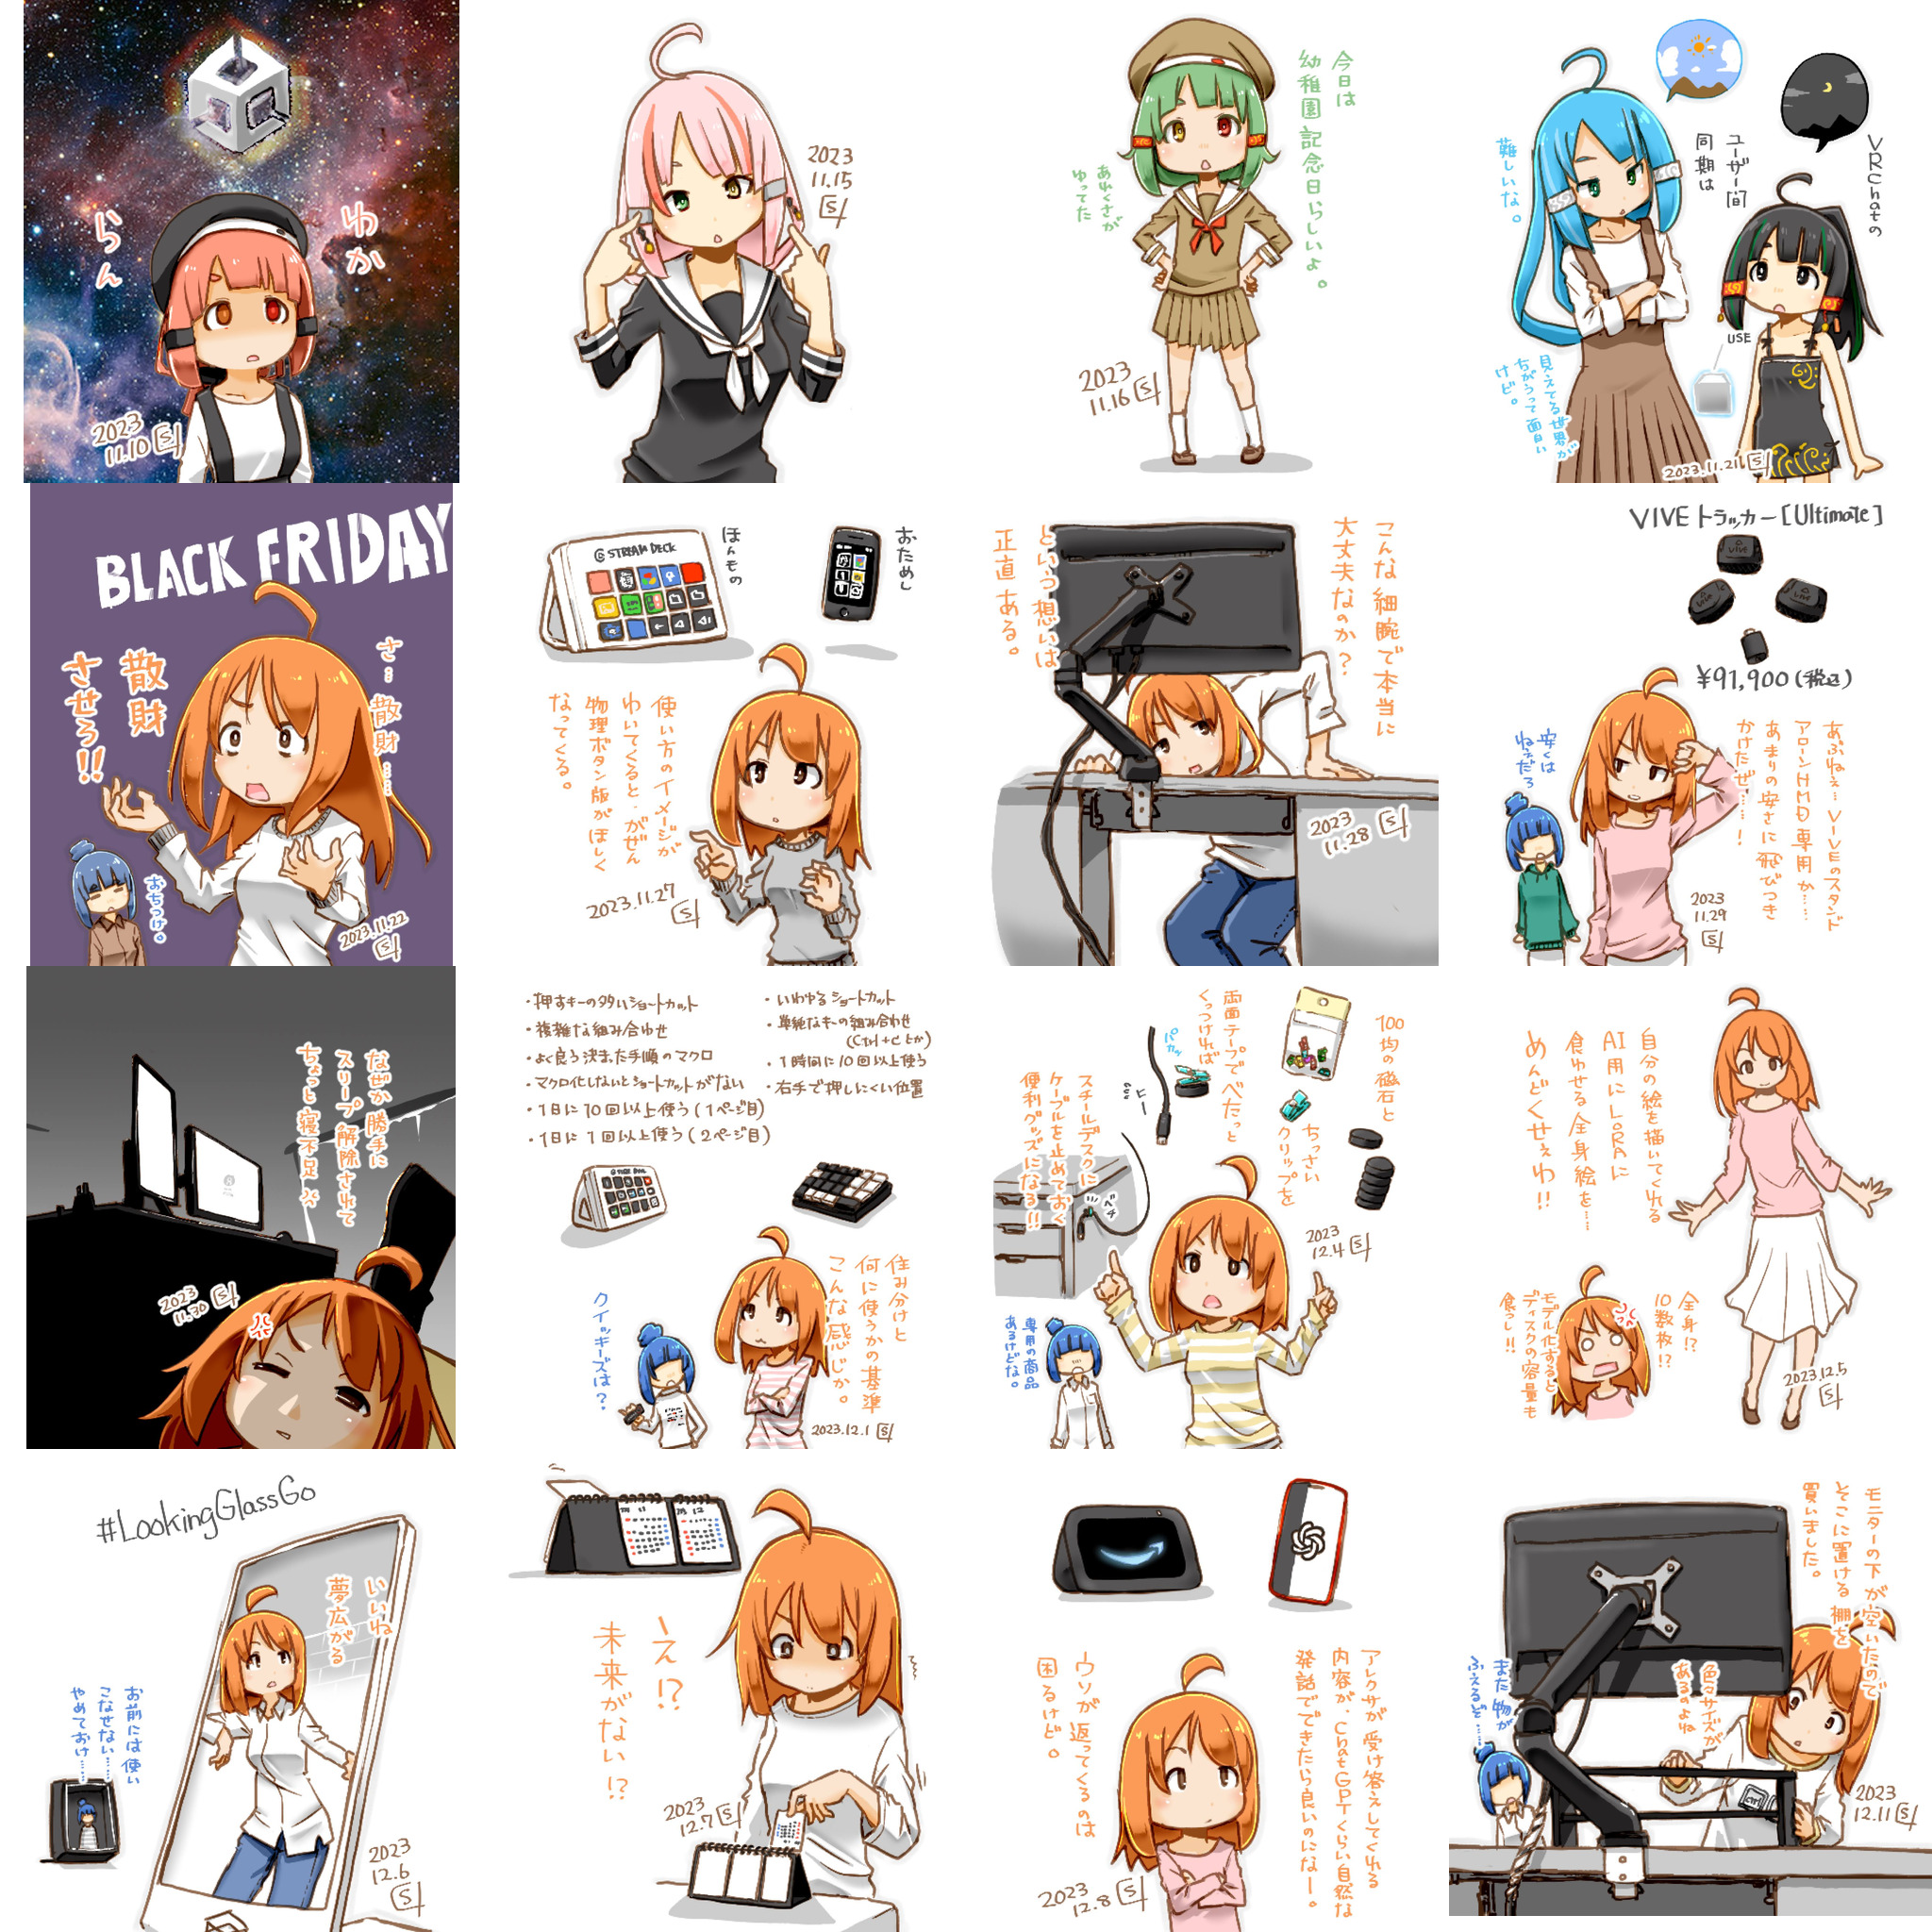 わか
らん
2023
11.10
2023
11.15
今日は
幼稚園記念日らしいよ。
あれくさが
ゆってた
2023
11.16
VRChatの
ユーザー間
同期は
難しいな。
見えてる世界が
ちがうって面白い
けど。
USE
2023.11.21
BLACK FRIDAY
さ…散財……
散財
させろ!!
おちつけ。
2023.11.22
STREAM DECK
ほんもの
おためし
使い方のイメージが
わいてくると、がぜん
物理ボタン版がほしく
なってくる。
2023.11.27
こんな細腕で本当に
大丈夫なのか?
という想いは
正直ある。
2023
11.28
VIVEトラッカー[Ultimate]
VIVE
VIVE
VIVE
¥91,900(税込)
あぶねぇ…VIVEのスタンド
アローンHMD専用か……
あまりの安さに飛びつき
かけたぜ……!
安くは
ねぇだろ
2023
11.29
なぜか勝手に
スリープ解除されて
ちょっと寝不足
2023
11.30
・押すキーの多いショートカット
・複雑な組み合わせ
・よく使う決まった手順のマクロ
・マクロ化しないとショートカットがない
・1日に10回以上使う(1ページ目)
・1日に1回以上使う(2ページ目)
・いわゆるショートカット
・単純なキーの組み合わせ
(Ctrl+Cとか)
・1時間に10回以上使う
・右手で押しにくい位置
住み分けと
何に使うかの基準
こんな感じか。
クイックキーズは?
2023.12.1
100均の磁石と
ちっさい
クリップを
両面テープでべたっと
くっつければ
パカッ
スチールデスクに
ケーブルを止めておく
便利グッズになる!!
ベチ
専用の商品
あるけどな。
2023
12.4
自分の絵を描いてくれる
AI用にLoRAに
食わせる全身絵を……
めんどくせぇわ!!
全身!?
10数枚!?
モデル化すると
ディスクの容量も
食うし!!
2023.12.5
#LookingGlassGo
いいね
夢広がる
お前には使い
こなせない……
やめておけ……
2023
12.6
11
12
え!?
未来がない!?
2023
12.7
アレクサが受け答えしてくれる
内容が、ChatGPTくらい自然な
発話でできたら良いのになー。
ウソが返ってくるのは
困るけど。
2023
12.8
モニターの下が空いたので
そこに置ける棚を
買いました。
色々サイズが
あるのよね
また物が
ふえるぞ……
Ctrl
2023
12.11